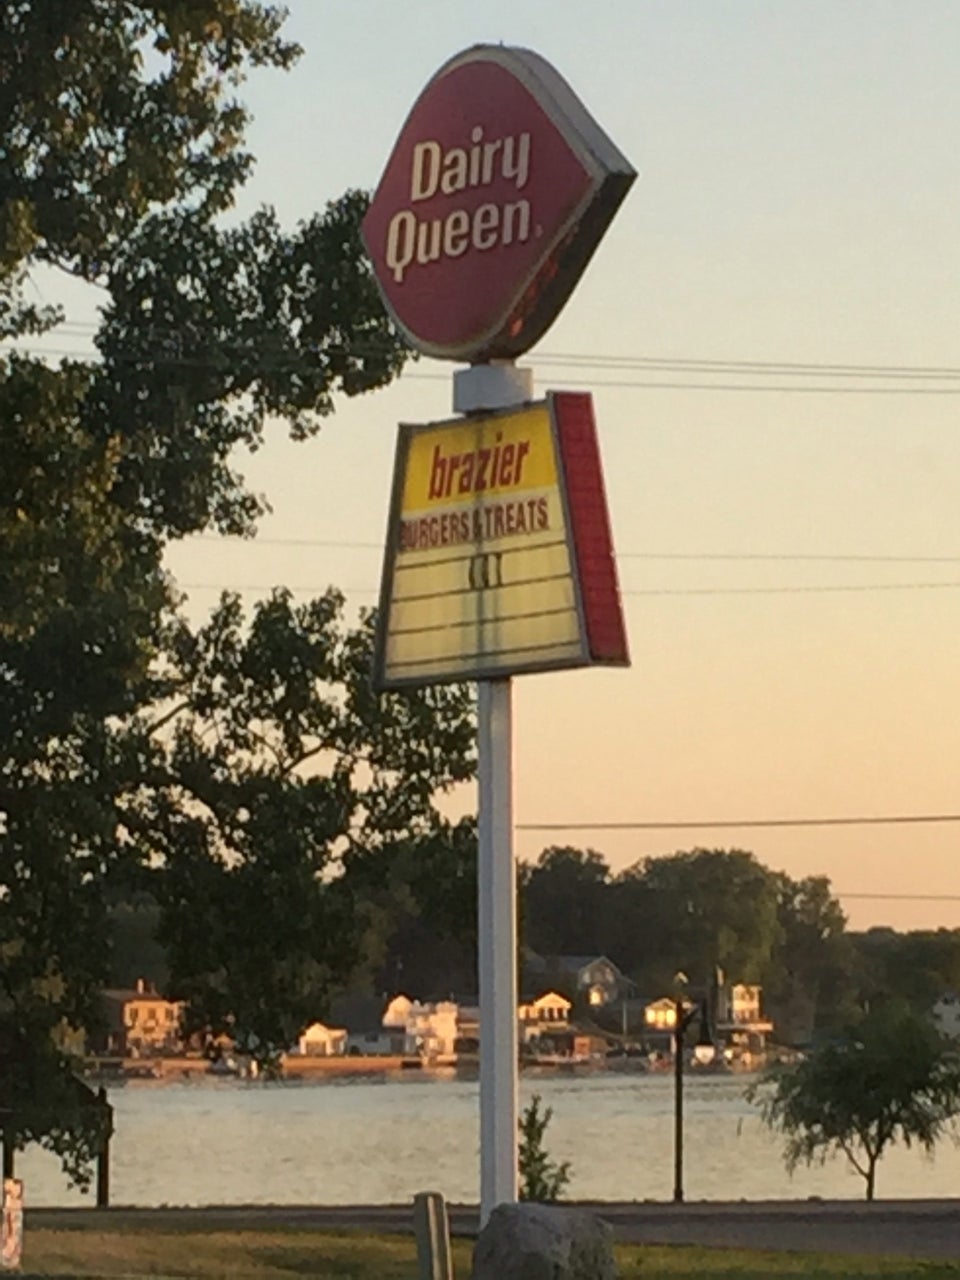 Dairy
Queen
brazier
BURGERS & TREATS